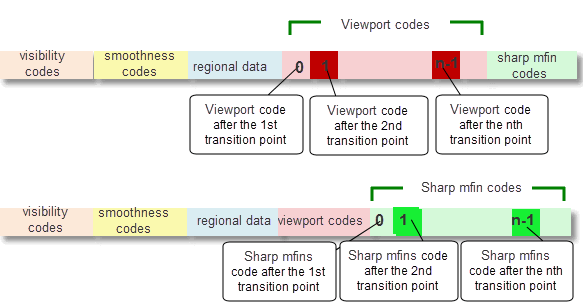 Viewport codes
visibility codes
smoothness codes
regional data
0
1
n-1
sharp mfin codes
Viewport code
after the 1st
transition point
Viewport code
after the 2nd
transition point
Viewport code
after the nth
transition point
Sharp mfin codes
visibility codes
smoothness codes
regional data
viewport codes
0
1
n-1
Sharp mfins
code after the 1st
transition point
Sharp mfins code
after the 2nd
transition point
Sharp mfins
code after the nth
transition point